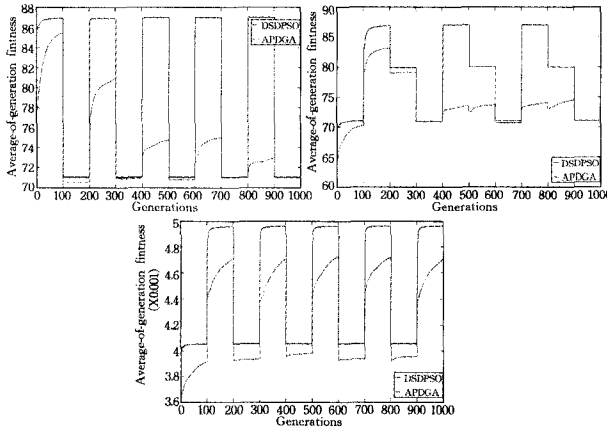 Average-of-generation fintness
88
86
84
82
80
78
76
74
72
70
0 100 200 300 400 500 600 700 800 900 1000
Generations
DSDPSO
APDGA
Average-of-generation fintness
90
85
80
75
70
65
60
0 100 200 300 400 500 600 700 800 900 1000
Generations
DSDPSO
APDGA
Average-of-generation fintness
(X0.001)
5
4.8
4.6
4.4
4.2
4
3.8
3.6
0 100 200 300 400 500 600 700 800 900 1000
Generations
DSDPSO
APDGA